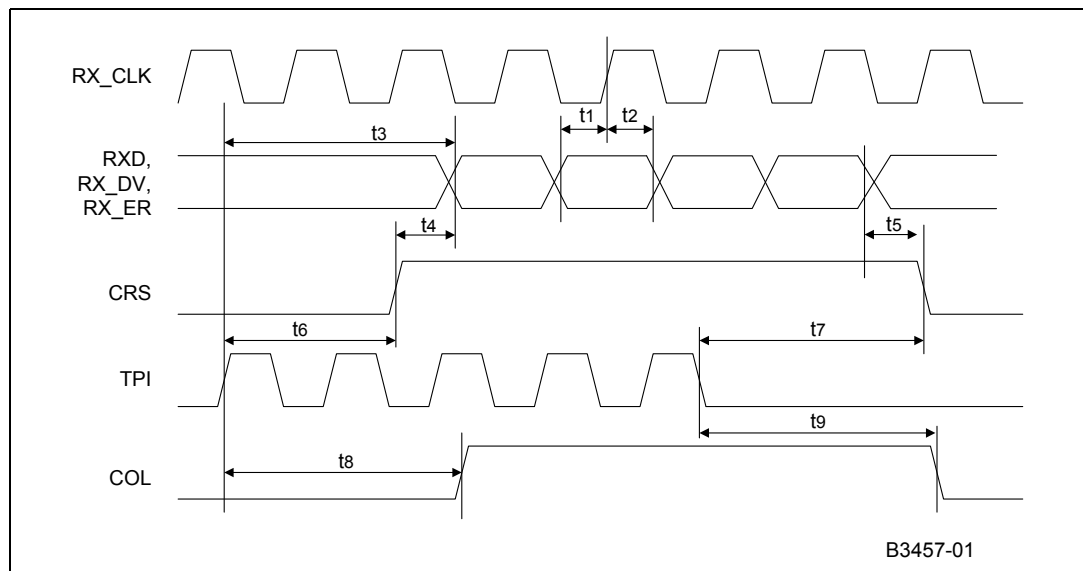 RX_CLK
t1
t2
t3
RXD,
RX_DV,
RX_ER
t4
t5
CRS
t6
t7
TPI
t9
t8
COL
B3457-01